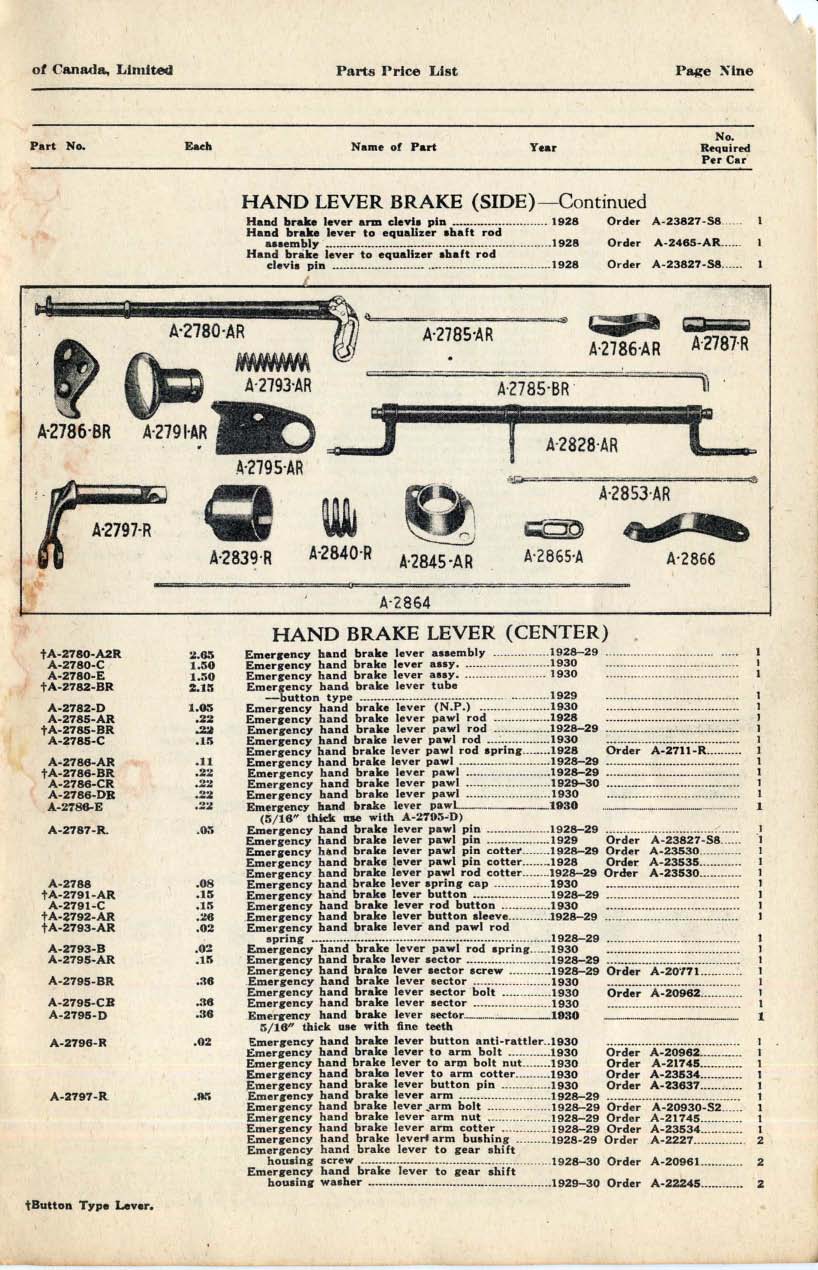 of Canada, Limited Parts Price List Page Nine
Part No. Each Name of Part Year No. Required Per Car
HAND LEVER BRAKE (SIDE)—Continued
Hand brake lever arm clevis pin ........ 1928 Order A-23827-S8 ...... 1
Hand brake lever to equalizer shaft rod
assembly ........ 1928 Order A-2465-AR ...... 1
Hand brake lever to equalizer shaft rod
clevis pin ........ 1928 Order A-23827-S8 ...... 1
A-2780-AR
A-2785-AR
A-2786-AR
A-2787-R
A-2793-AR
A-2785-BR
A-2786-BR
A-2791-AR
A-2795-AR
A-2828-AR
A-2853-AR
A-2797-R
A-2839-R
A-2840-R
A-2845-AR
A-2865-A
A-2866
A-2864
HAND BRAKE LEVER (CENTER)
†A-2780-A2R 2.65 Emergency hand brake lever assembly ........ 1928–29 ........ 1
A-2780-C 1.50 Emergency hand brake lever assy. ........ 1930 ........ 1
A-2780-E 1.50 Emergency hand brake lever assy. ........ 1930 ........ 1
†A-2782-BR 2.15 Emergency hand brake lever tube
—button type ........ 1929 ........ 1
A-2782-D 1.05 Emergency hand brake lever (N.P.) ........ 1930 ........ 1
A-2785-AR .22 Emergency hand brake lever pawl rod ........ 1928 ........ 1
†A-2785-BR .22 Emergency hand brake lever pawl rod ........ 1928–29 ........ 1
A-2785-C .15 Emergency hand brake lever pawl rod ........ 1930 ........ 1
Emergency hand brake lever pawl rod spring ........ 1928 Order A-2711-R ........ 1
A-2786-AR .11 Emergency hand brake lever pawl ........ 1928–29 ........ 1
†A-2786-BR .22 Emergency hand brake lever pawl ........ 1928–29 ........ 1
A-2786-CR .22 Emergency hand brake lever pawl ........ 1929–30 ........ 1
A-2786-DR .22 Emergency hand brake lever pawl ........ 1930 ........ 1
A-2786-E .22 Emergency hand brake lever pawl ........ 1930 ........ 1
(5/16" thick use with A-2795-D)
A-2787-R .05 Emergency hand brake lever pawl pin ........ 1928–29 ........ 1
Emergency hand brake lever pawl pin ........ 1929 Order A-23827-S8 ...... 1
Emergency hand brake lever pawl pin cotter ........ 1928–29 Order A-23530 ........ 1
Emergency hand brake lever pawl pin cotter ........ 1928 Order A-23535 ........ 1
Emergency hand brake lever pawl rod cotter ........ 1928–29 Order A-23530 ........ 1
A-2788 .08 Emergency hand brake lever spring cap ........ 1930 ........ 1
†A-2791-AR .15 Emergency hand brake lever button ........ 1928–29 ........ 1
A-2791-C .15 Emergency hand brake lever rod button ........ 1930 ........ 1
†A-2792-AR .26 Emergency hand brake lever button sleeve ........ 1928–29 ........ 1
†A-2793-AR .02 Emergency hand brake lever and pawl rod
spring ........ 1928–29 ........ 1
A-2793-B .02 Emergency hand brake lever pawl rod spring ...... 1930 ........ 1
A-2795-AR .15 Emergency hand brake lever sector ........ 1928–29 ........ 1
Emergency hand brake lever sector screw ........ 1928–29 Order A-20771 ........ 1
A-2795-BR .36 Emergency hand brake lever sector ........ 1930 ........ 1
Emergency hand brake lever sector bolt ........ 1930 Order A-20962 ........ 1
A-2795-CB .36 Emergency hand brake lever sector ........ 1930 ........ 1
A-2795-D .36 Emergency hand brake lever sector ........ 1930 ........ 1
5/16" thick use with fine teeth
A-2796-R .02 Emergency hand brake lever button anti-rattler..1930 ........ 1
Emergency hand brake lever to arm bolt ........ 1930 Order A-20962 ........ 1
Emergency hand brake lever to arm bolt nut ........ 1930 Order A-21745 ........ 1
Emergency hand brake lever to arm cotter ........ 1930 Order A-23534 ........ 1
Emergency hand brake lever button pin ........ 1930 Order A-23637 ........ 1
A-2797-R .95 Emergency hand brake lever arm ........ 1928–29 ........ 1
Emergency hand brake lever arm bolt ........ 1928–29 Order A-20930-S2 ...... 1
Emergency hand brake lever arm nut ........ 1928–29 Order A-21745 ........ 1
Emergency hand brake lever arm cotter ........ 1928–29 Order A-23534 ........ 1
Emergency hand brake lever arm bushing ........ 1928-29 Order A-2227 ........ 2
Emergency hand brake lever to gear shift
housing screw ........ 1928–30 Order A-20961 ........ 2
Emergency hand brake lever to gear shift
housing washer ........ 1929–30 Order A-22245 ........ 2
†Button Type Lever.